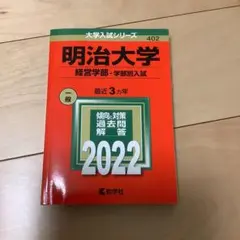 大学入試シリーズ
402
明治大学
経営学部-学部別入試
最近3カ年
一般
傾向と対策
過去問
解答
2022
教学社